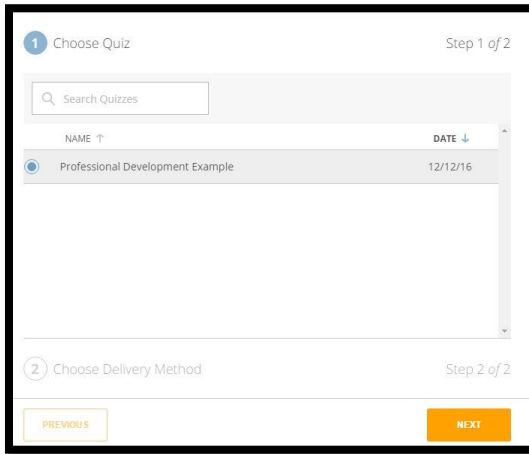 1 Choose Quiz Step 1 of 2
Search Quizzes
NAME ↑ DATE ↓
Professional Development Example 12/12/16
2 Choose Delivery Method Step 2 of 2
PREVIOUS NEXT